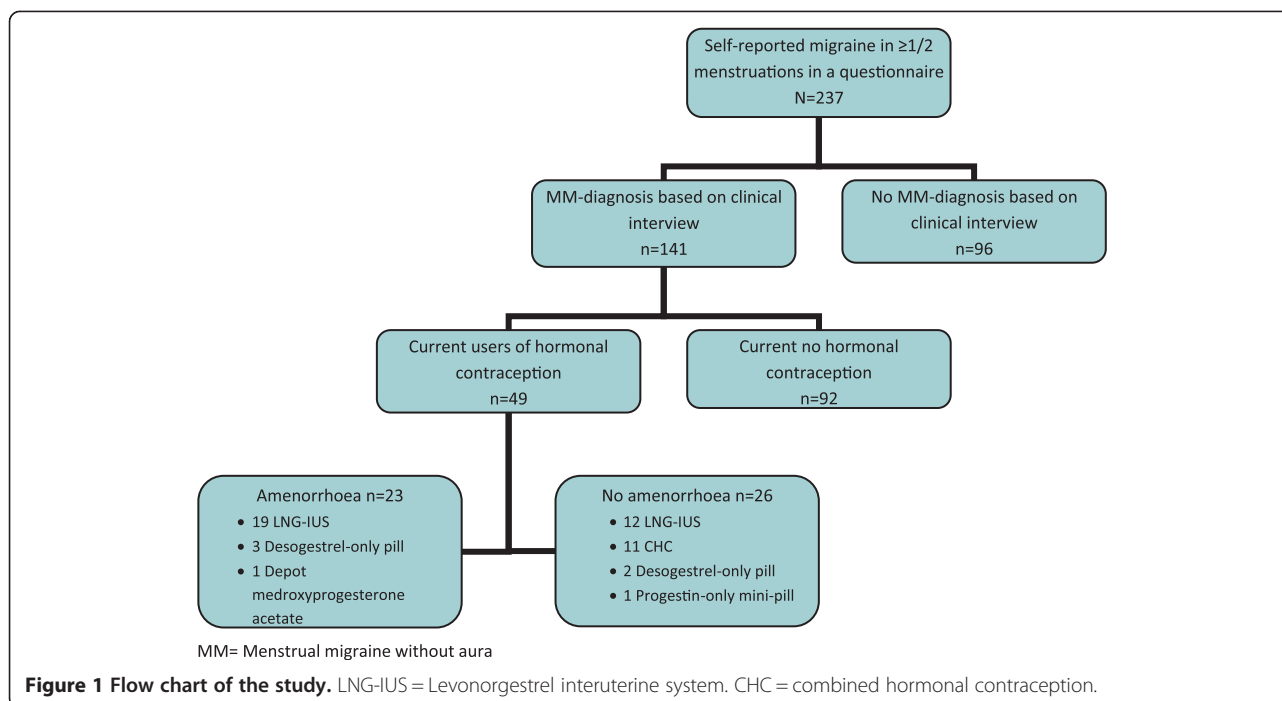 Self-reported migraine in ≥1/2
menstruations in a questionnaire
N=237
MM-diagnosis based on clinical
interview
n=141
No MM-diagnosis based on
clinical interview
n=96
Current users of hormonal
contraception
n=49
Current no hormonal
contraception
n=92
Amenorrhoea n=23
• 19 LNG-IUS
• 3 Desogestrel-only pill
• 1 Depot
medroxyprogesterone
acetate
No amenorrhoea n=26
• 12 LNG-IUS
• 11 CHC
• 2 Desogestrel-only pill
• 1 Progestin-only mini-pill
MM= Menstrual migraine without aura
Figure 1 Flow chart of the study. LNG-IUS = Levonorgestrel interuterine system. CHC = combined hormonal contraception.